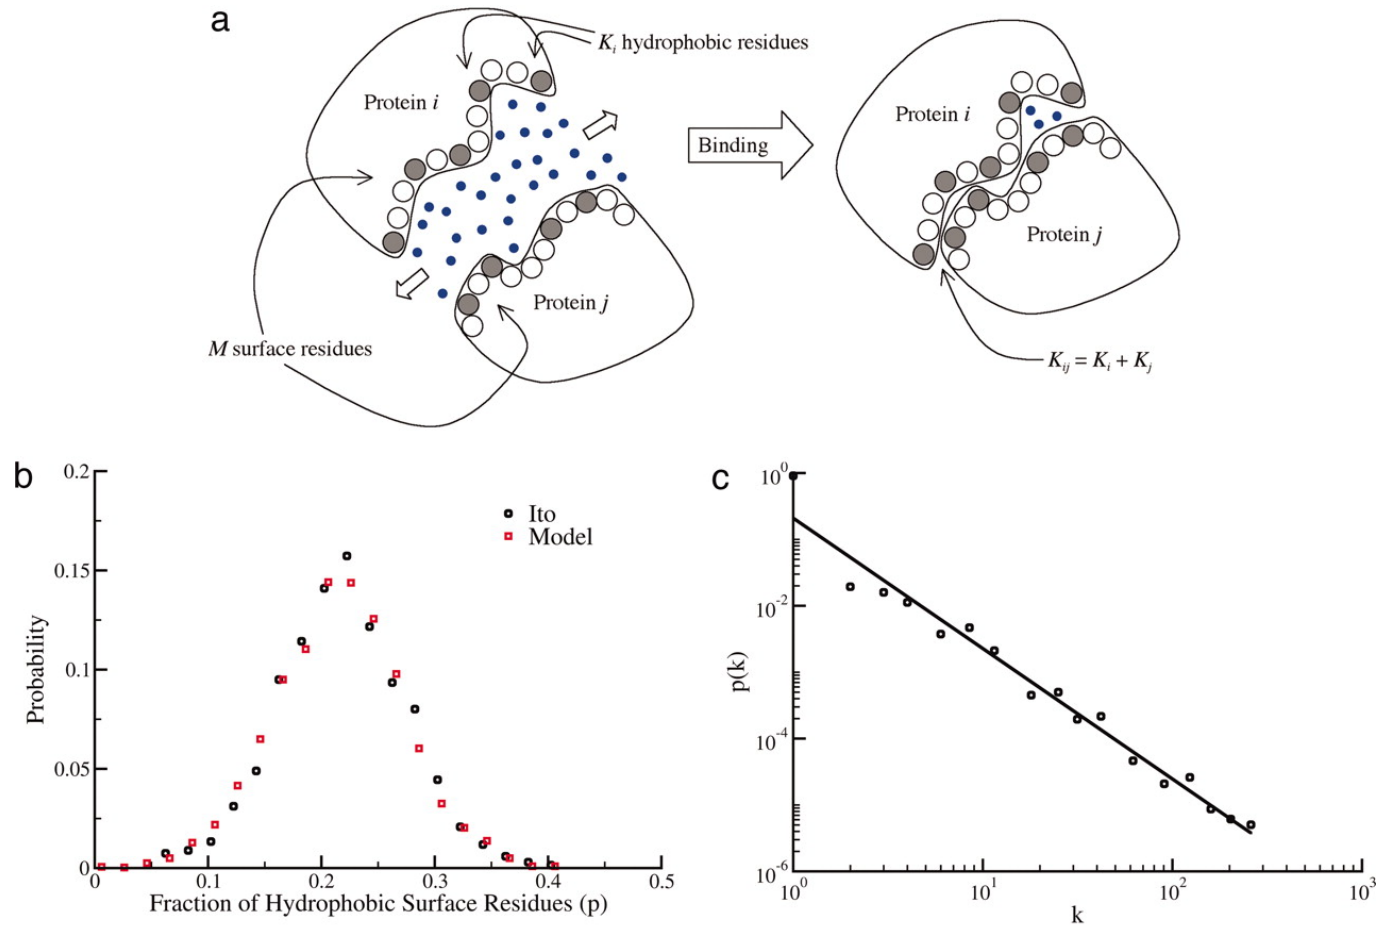 a
K_i hydrophobic residues
Protein i
Protein i
Binding
Protein j
Protein j
M surface residues
K_ij = K_i + K_j
b
c
0.2
0.15
0.1
0.05
0
Probability
Ito
Model
0
0.1
0.2
0.3
0.4
0.5
Fraction of Hydrophobic Surface Residues (p)
10^0
10^-2
10^-4
10^-6
p(k)
10^0
10^1
10^2
10^3
k